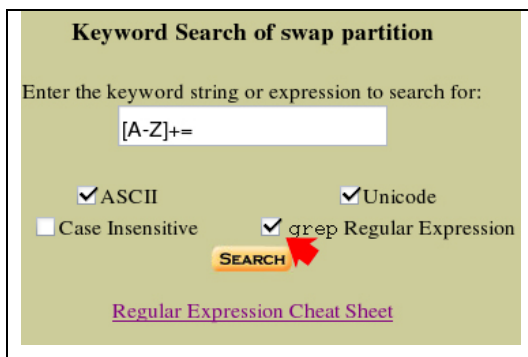 Keyword Search of swap partition
Enter the keyword string or expression to search for:
[A-Z]+=
ASCII Unicode
Case Insensitive grep Regular Expression
SEARCH
Regular Expression Cheat Sheet